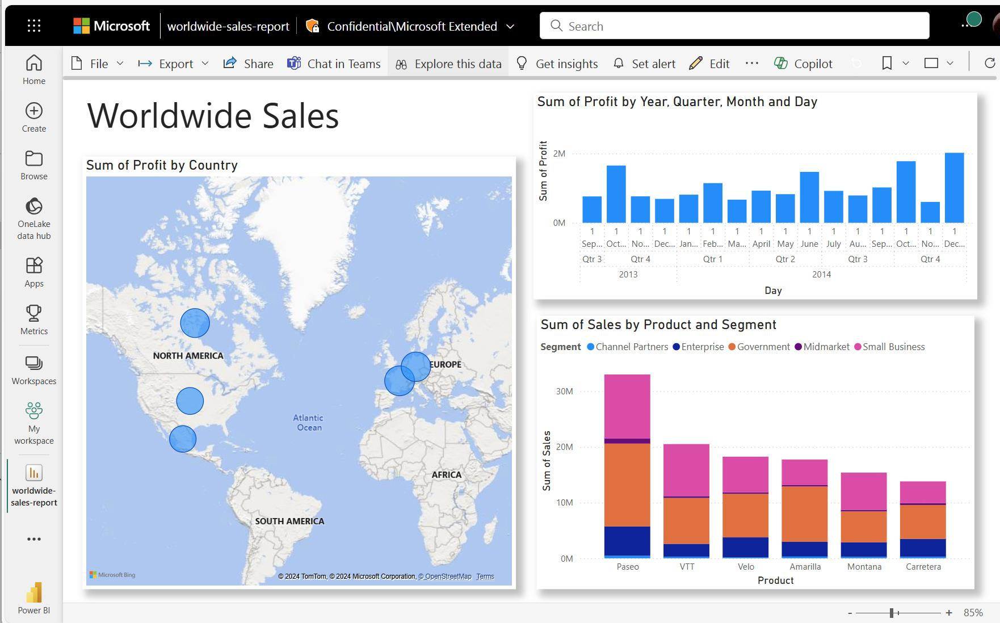 Microsoft worldwide-sales-report Confidential\Microsoft Extended Search
File Export Share Chat in Teams Explore this data Get insights Set alert Edit Copilot
Home
Create
Browse
OneLake
data hub
Apps
Metrics
Workspaces
My
workspace
worldwide-
sales-report
Power BI
Worldwide Sales
Sum of Profit by Country
NORTH AMERICA
EUROPE
Atlantic
Ocean
AFRICA
SOUTH AMERICA
Microsoft Bing
© 2024 TomTom, © 2024 Microsoft Corporation, © OpenStreetMap Terms
Sum of Profit by Year, Quarter, Month and Day
Sum of Profit
2M
0M
1 1 1 1 1 1 1 1 1 1 1 1 1 1 1 1
Sep... Oct... No... Dec... Jan... Feb... Ma... April May June July Au... Sep... Oct... No... Dec...
Qtr 3 Qtr 4 Qtr 1 Qtr 2 Qtr 3 Qtr 4
2013 2014
Day
Sum of Sales by Product and Segment
Segment Channel Partners Enterprise Government Midmarket Small Business
Sum of Sales
30M
20M
10M
0M
Paseo VTT Velo Amarilla Montana Carretera
Product
- + 85%